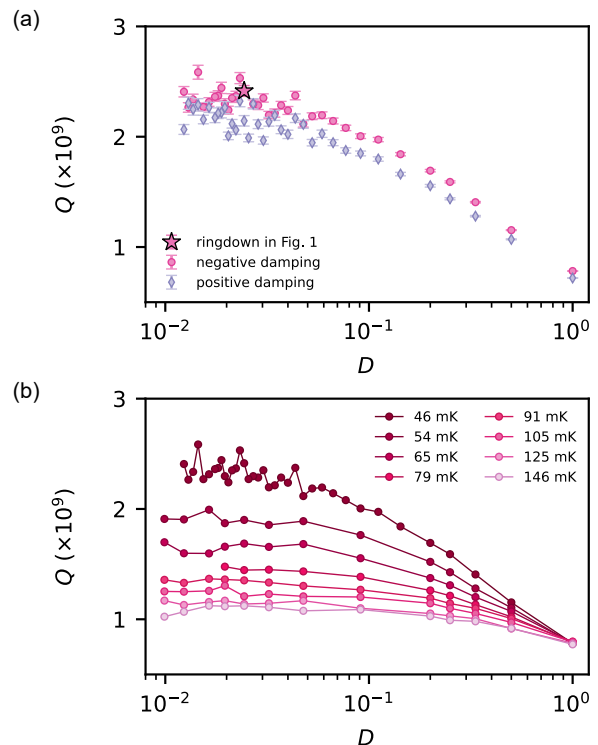 (a)
3
2
1
Q (×10⁹)
ringdown in Fig. 1
negative damping
positive damping
10⁻² 10⁻¹ 10⁰
D
(b)
3
2
1
Q (×10⁹)
46 mK 91 mK
54 mK 105 mK
65 mK 125 mK
79 mK 146 mK
10⁻² 10⁻¹ 10⁰
D